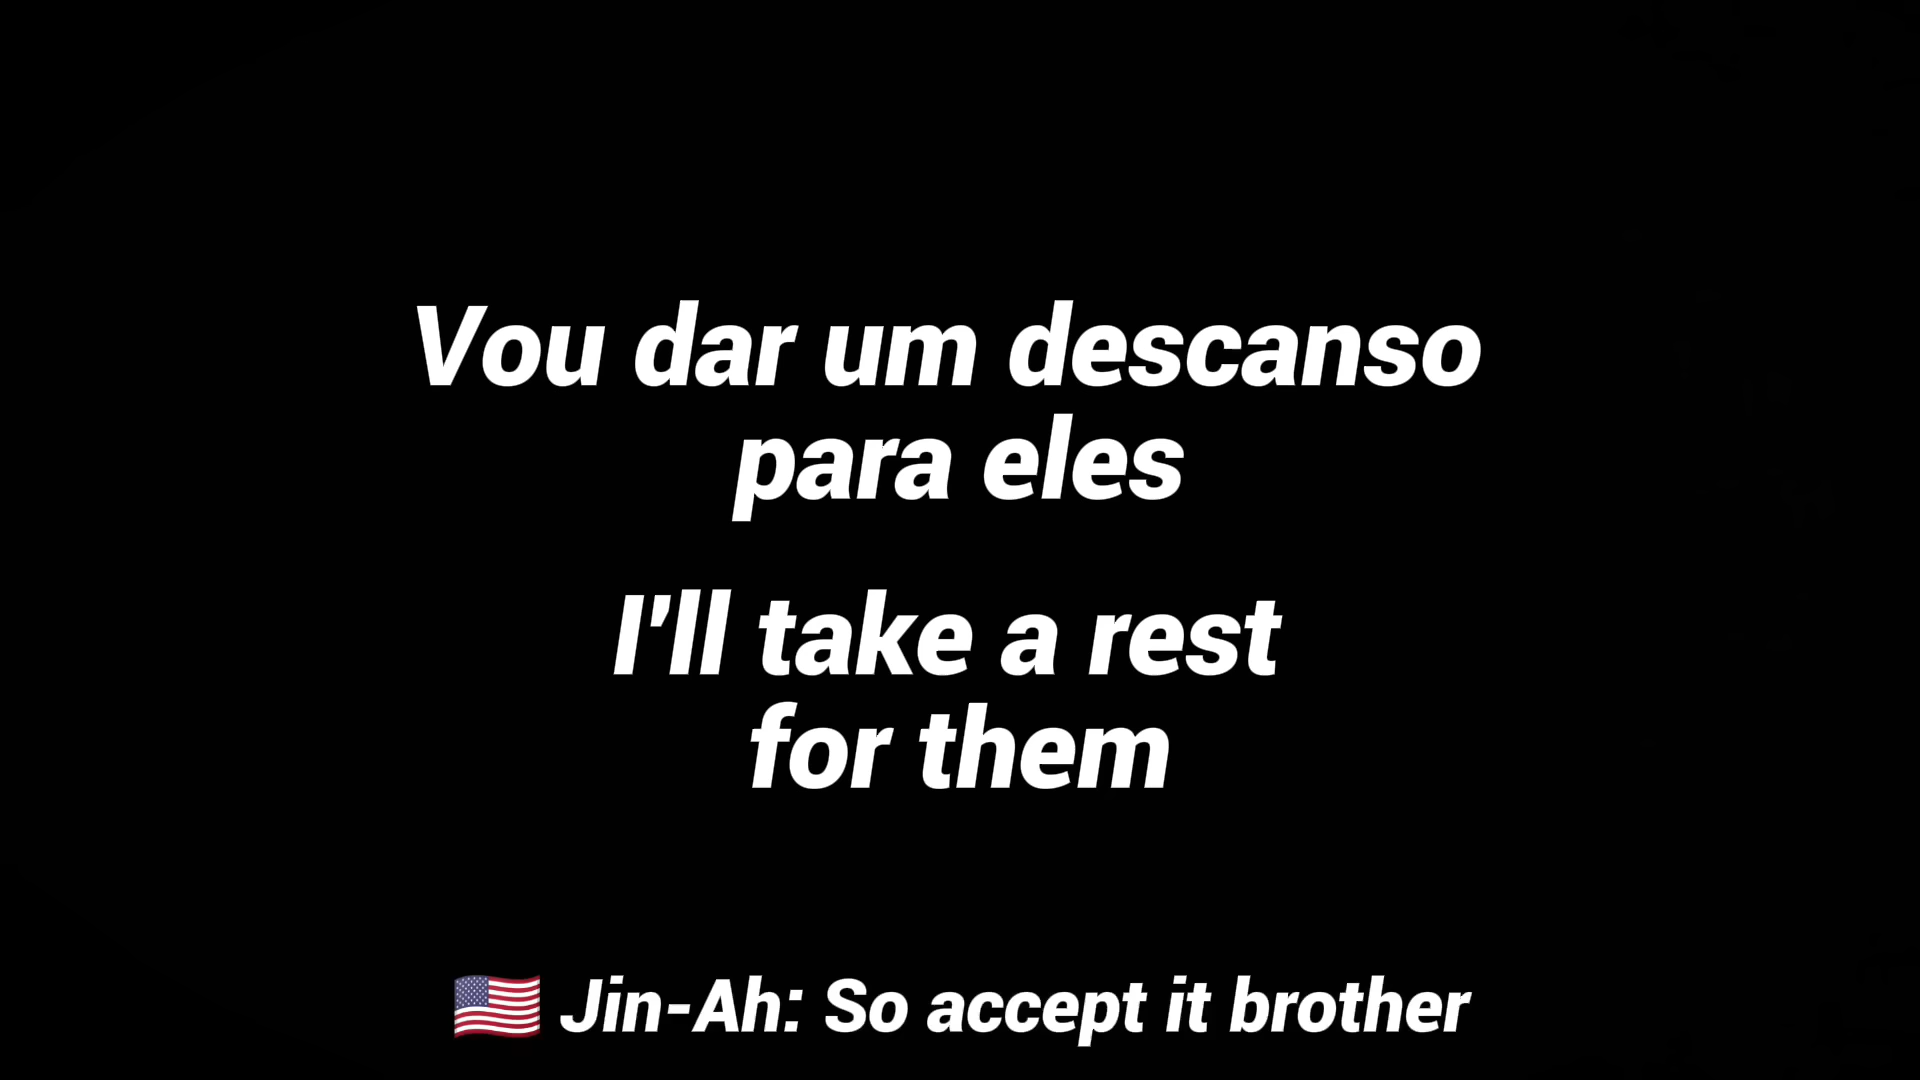 Vou dar um descanso
para eles
I'll take a rest
for them
🇺🇸 Jin-Ah: So accept it brother